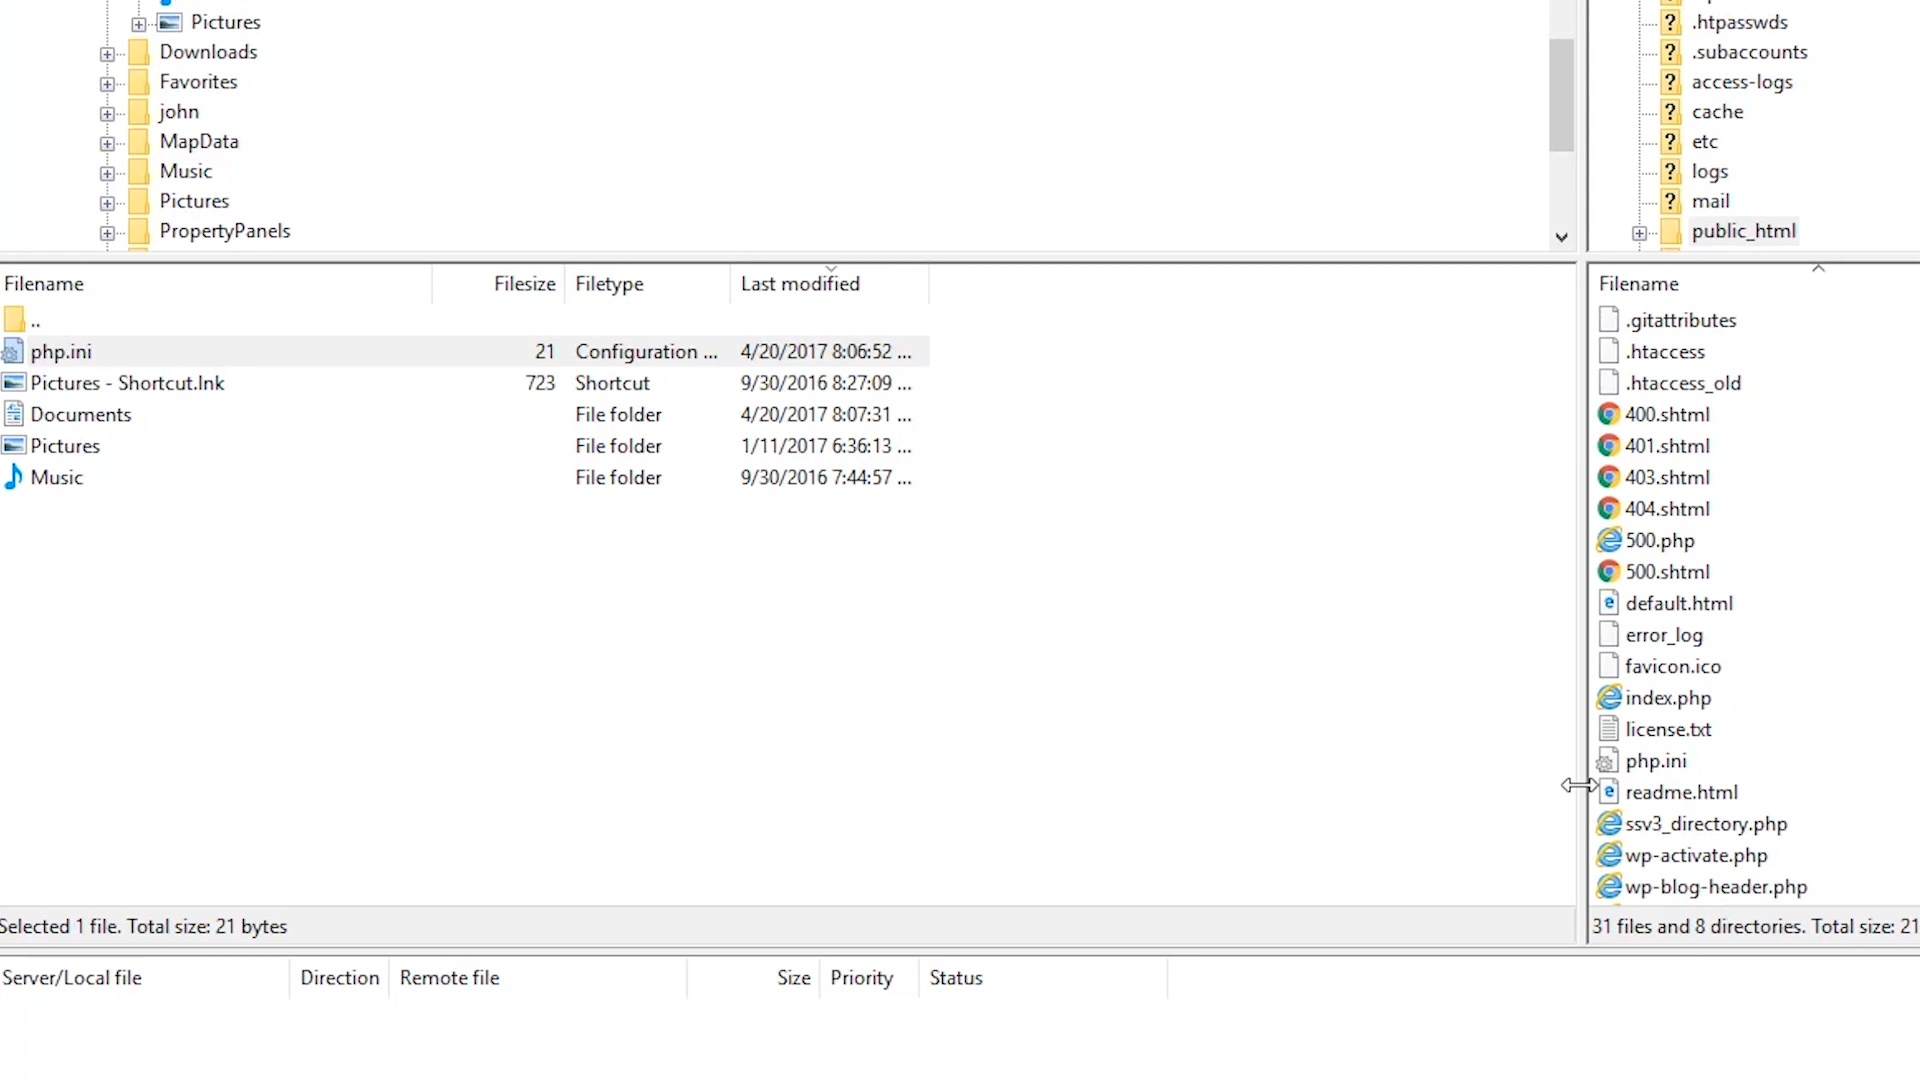 Pictures
Downloads
Favorites
john
MapData
Music
Pictures
PropertyPanels
.htpasswds
.subaccounts
access-logs
cache
etc
logs
mail
public_html
Filename Filesize Filetype Last modified
..
php.ini 21 Configuration ... 4/20/2017 8:06:52 ...
Pictures - Shortcut.lnk 723 Shortcut 9/30/2016 8:27:09 ...
Documents File folder 4/20/2017 8:07:31 ...
Pictures File folder 1/11/2017 6:36:13 ...
Music File folder 9/30/2016 7:44:57 ...
Selected 1 file. Total size: 21 bytes
Filename
.gitattributes
.htaccess
.htaccess_old
400.shtml
401.shtml
403.shtml
404.shtml
500.php
500.shtml
default.html
error_log
favicon.ico
index.php
license.txt
php.ini
readme.html
ssv3_directory.php
wp-activate.php
wp-blog-header.php
31 files and 8 directories. Total size: 21
Server/Local file Direction Remote file Size Priority Status